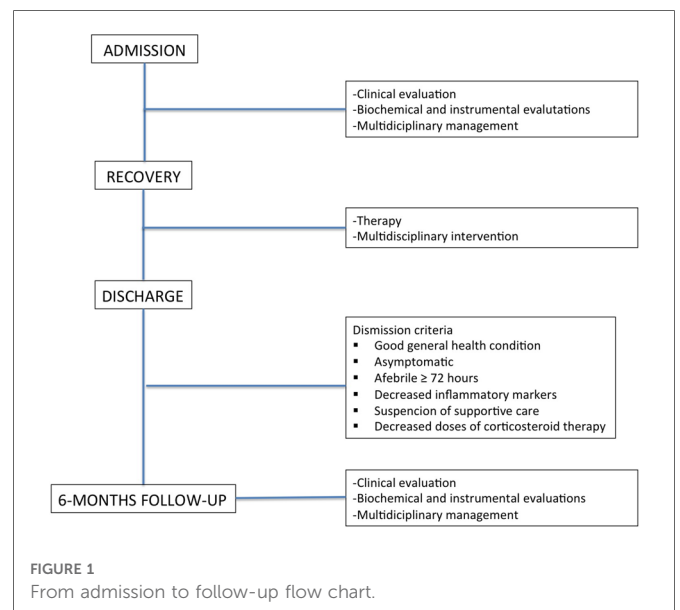 ADMISSION
-Clinical evaluation
-Biochemical and instrumental evalutations
-Multidiciplinary management
RECOVERY
-Therapy
-Multidisciplinary intervention
DISCHARGE
Dismission criteria
▪ Good general health condition
▪ Asymptomatic
▪ Afebrile ≥ 72 hours
▪ Decreased inflammatory markers
▪ Suspencion of supportive care
▪ Decreased doses of corticosteroid therapy
6-MONTHS FOLLOW-UP
-Clinical evaluation
-Biochemical and instrumental evaluations
-Multidiciplinary management
FIGURE 1
From admission to follow-up flow chart.